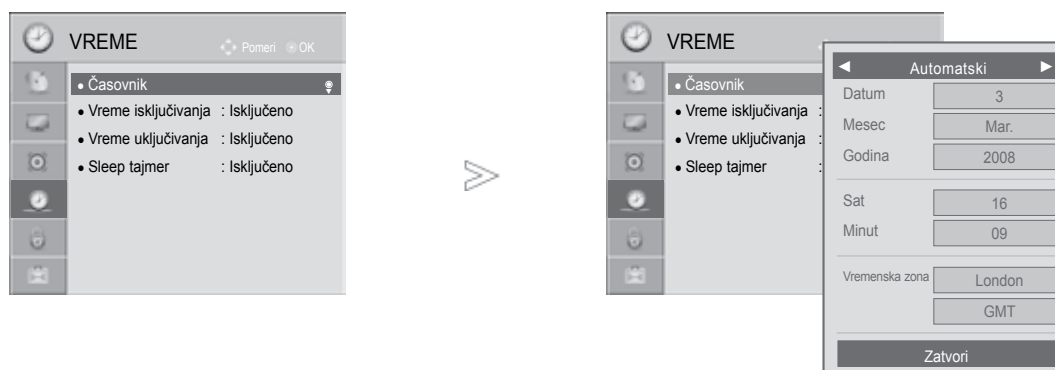 VREME
Pomeri OK
• Časovnik
• Vreme isključivanja : Isključeno
• Vreme uključivanja : Isključeno
• Sleep tajmer : Isključeno
VREME
• Časovnik
• Vreme isključivanja :
• Vreme uključivanja :
• Sleep tajmer :
◄ Automatski ►
Datum 3
Mesec Mar.
Godina 2008
Sat 16
Minut 09
Vremenska zona London
GMT
Zatvori